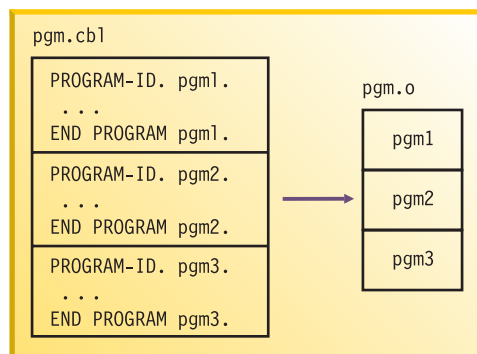 pgm.cbl
PROGRAM-ID. pgm1.
...
END PROGRAM pgm1.
PROGRAM-ID. pgm2.
...
END PROGRAM pgm2.
PROGRAM-ID. pgm3.
...
END PROGRAM pgm3.
pgm.o
pgm1
pgm2
pgm3